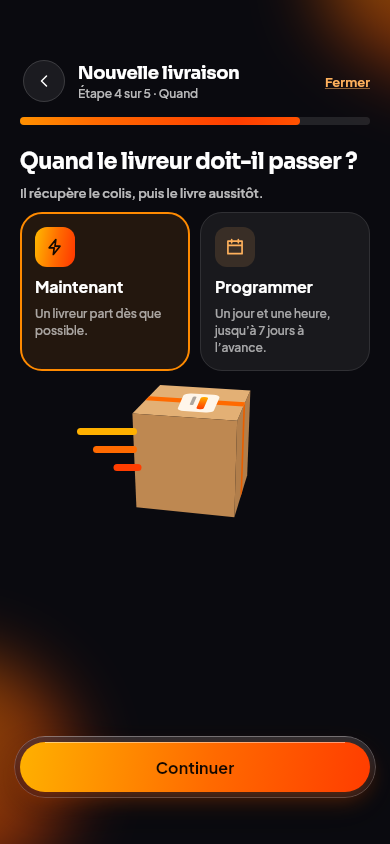 Nouvelle livraison
Étape 4 sur 5 · Quand
Fermer
Quand le livreur doit-il passer ?
Il récupère le colis, puis le livre aussitôt.
Maintenant
Un livreur part dès que
possible.
Programmer
Un jour et une heure,
jusqu’à 7 jours à
l’avance.
Continuer